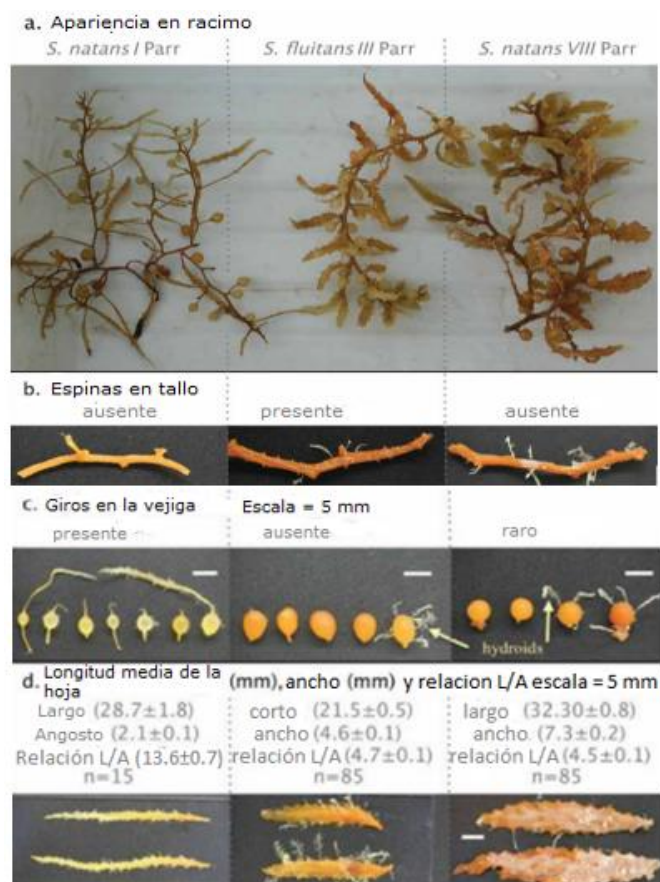 a. Apariencia en racimo
S. natans I Parr S. fluitans III Parr S. natans VIII Parr
b. Espinas en tallo
ausente presente ausente
c. Giros en la vejiga Escala = 5 mm
presente ausente raro
hydroids
d. Longitud media de la hoja (mm), ancho (mm) y relacion L/A escala = 5 mm
Largo (28.7±1.8) corto (21.5±0.5) largo (32.30±0.8)
Angosto (2.1±0.1) ancho (4.6±0.1) ancho (7.3±0.2)
Relación L/A (13.6±0.7) relación L/A (4.7±0.1) relación L/A (4.5±0.1)
n=15 n=85 n=85